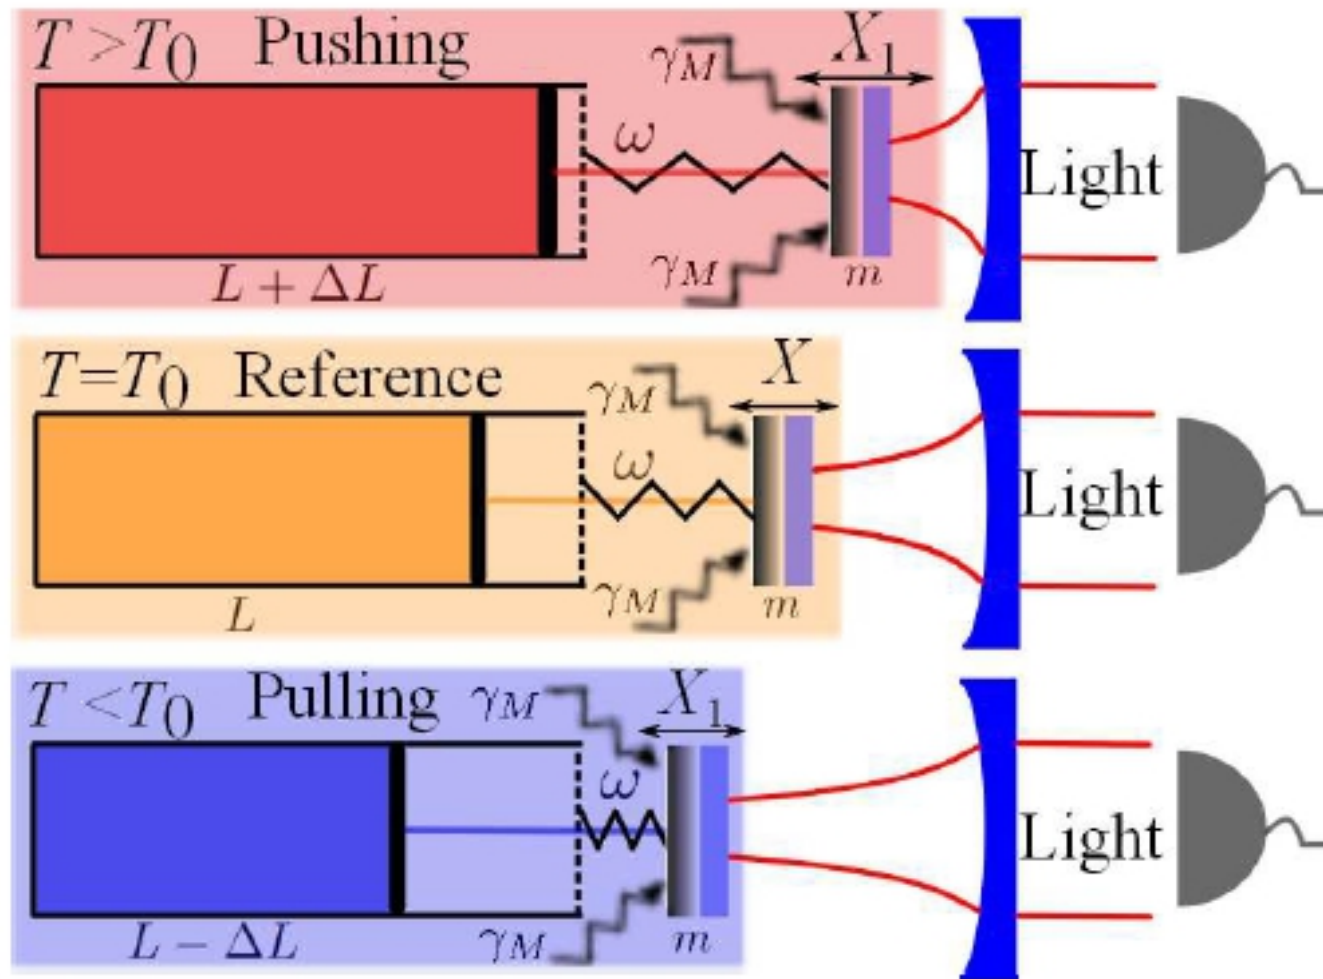 T > T0 Pushing
γM
X1
ω
Light
γM
m
L + ΔL
T=T0 Reference
X
γM
ω
Light
γM
m
L
T <T0 Pulling
γM
X1
ω
Light
γM
m
L − ΔL